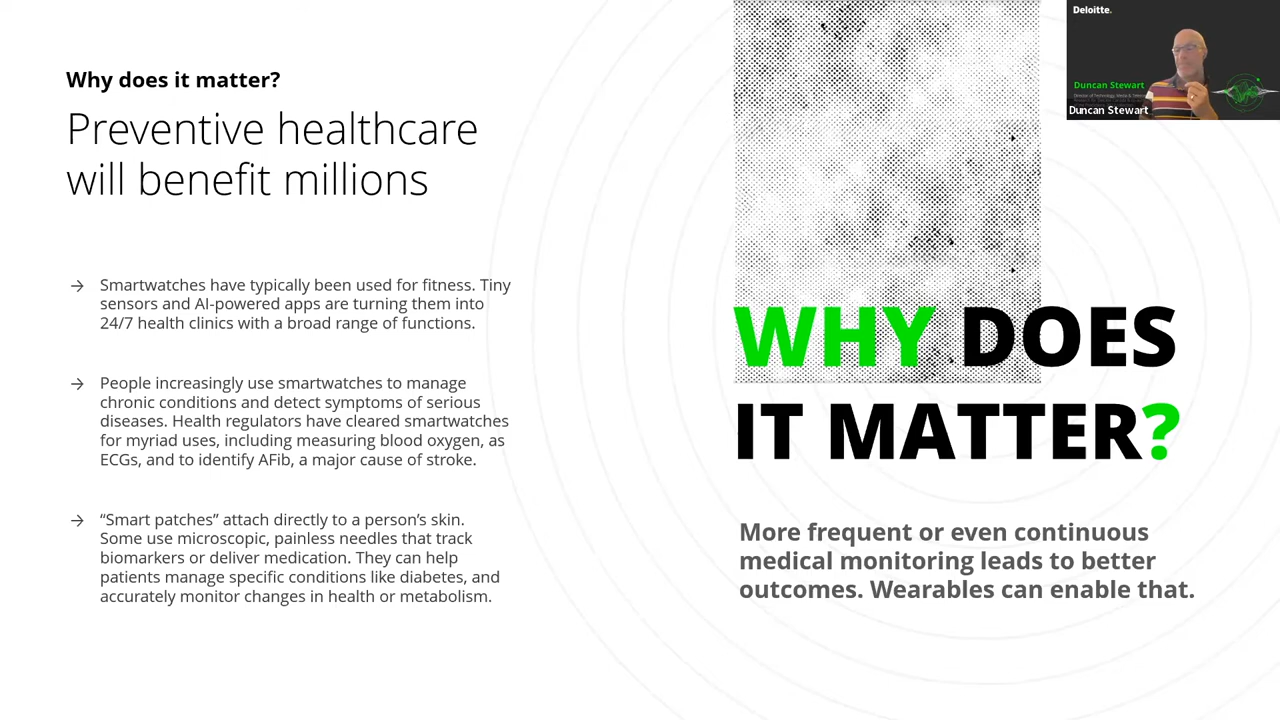 Why does it matter?
Preventive healthcare
will benefit millions
→ Smartwatches have typically been used for fitness. Tiny
sensors and AI-powered apps are turning them into
24/7 health clinics with a broad range of functions.
→ People increasingly use smartwatches to manage
chronic conditions and detect symptoms of serious
diseases. Health regulators have cleared smartwatches
for myriad uses, including measuring blood oxygen, as
ECGs, and to identify AFib, a major cause of stroke.
→ “Smart patches” attach directly to a person’s skin.
Some use microscopic, painless needles that track
biomarkers or deliver medication. They can help
patients manage specific conditions like diabetes, and
accurately monitor changes in health or metabolism.
WHY DOES
IT MATTER?
More frequent or even continuous
medical monitoring leads to better
outcomes. Wearables can enable that.
Deloitte.
Duncan Stewart
Duncan Stewart